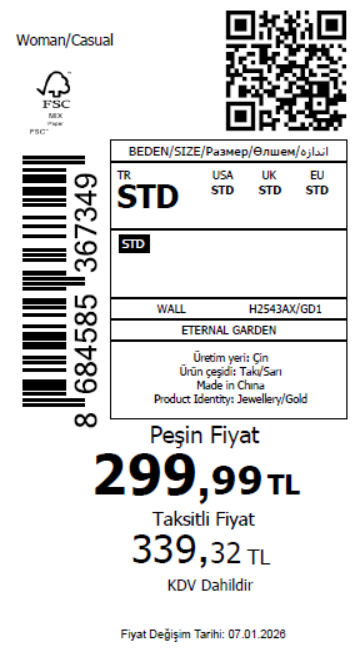 Woman/Casual
FSC
MIX
Paper
FSC™
BEDEN/SIZE/Размер/Өлшем/اندازه
TR USA UK EU
STD STD STD STD
STD
WALL H2543AX/GD1
ETERNAL GARDEN
Üretim yeri: Çin
Ürün çeşidi: Takı/Sarı
Made in China
Product Identity: Jewellery/Gold
8 684585 367349
Peşin Fiyat
299,99 TL
Taksitli Fiyat
339,32 TL
KDV Dahildir
Fiyat Değişim Tarihi: 07.01.2026